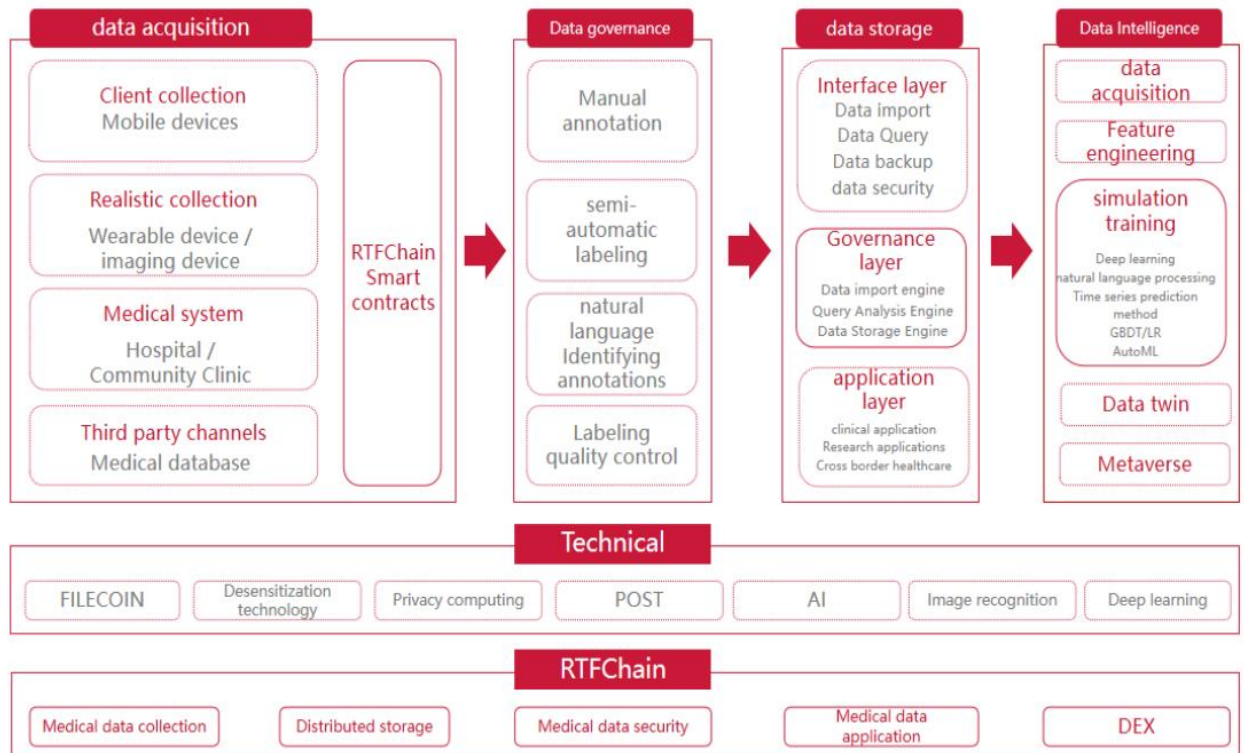 data acquisition
Client collection
Mobile devices
Realistic collection
Wearable device /
imaging device
Medical system
Hospital /
Community Clinic
Third party channels
Medical database
RTFChain
Smart
contracts
Data governance
Manual
annotation
semi-
automatic
labeling
natural
language
Identifying
annotations
Labeling
quality control
data storage
Interface layer
Data import
Data Query
Data backup
data security
Governance
layer
Data import engine
Query Analysis Engine
Data Storage Engine
application
layer
clinical application
Research applications
Cross border healthcare
Data Intelligence
data
acquisition
Feature
engineering
simulation
training
Deep learning
natural language processing
Time series prediction
method
GBDT/LR
AutoML
Data twin
Metaverse
Technical
FILECOIN
Desensitization
technology
Privacy computing
POST
AI
Image recognition
Deep learning
RTFChain
Medical data collection
Distributed storage
Medical data security
Medical data
application
DEX